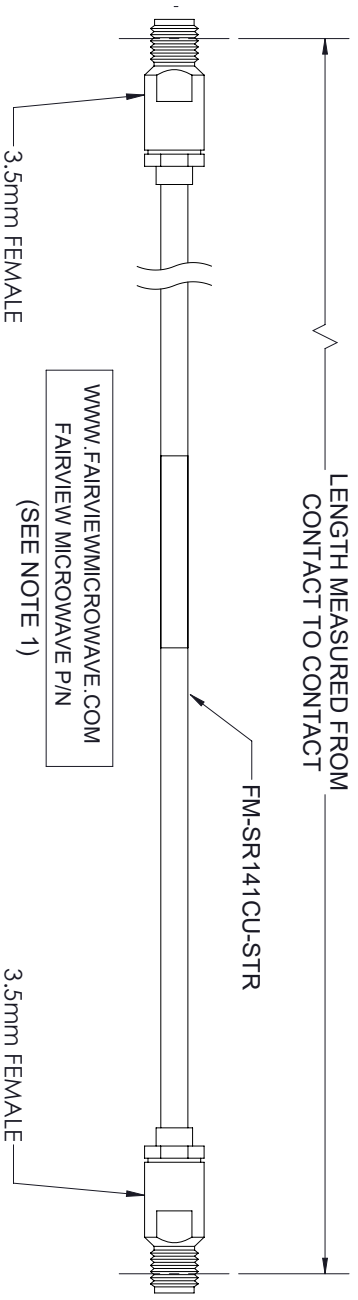 LENGTH MEASURED FROM
CONTACT TO CONTACT
FM-SR141CU-STR
3.5mm FEMALE
WWW.FAIRVIEWMICROWAVE.COM
FAIRVIEW MICROWAVE P/N
(SEE NOTE 1)
3.5mm FEMALE